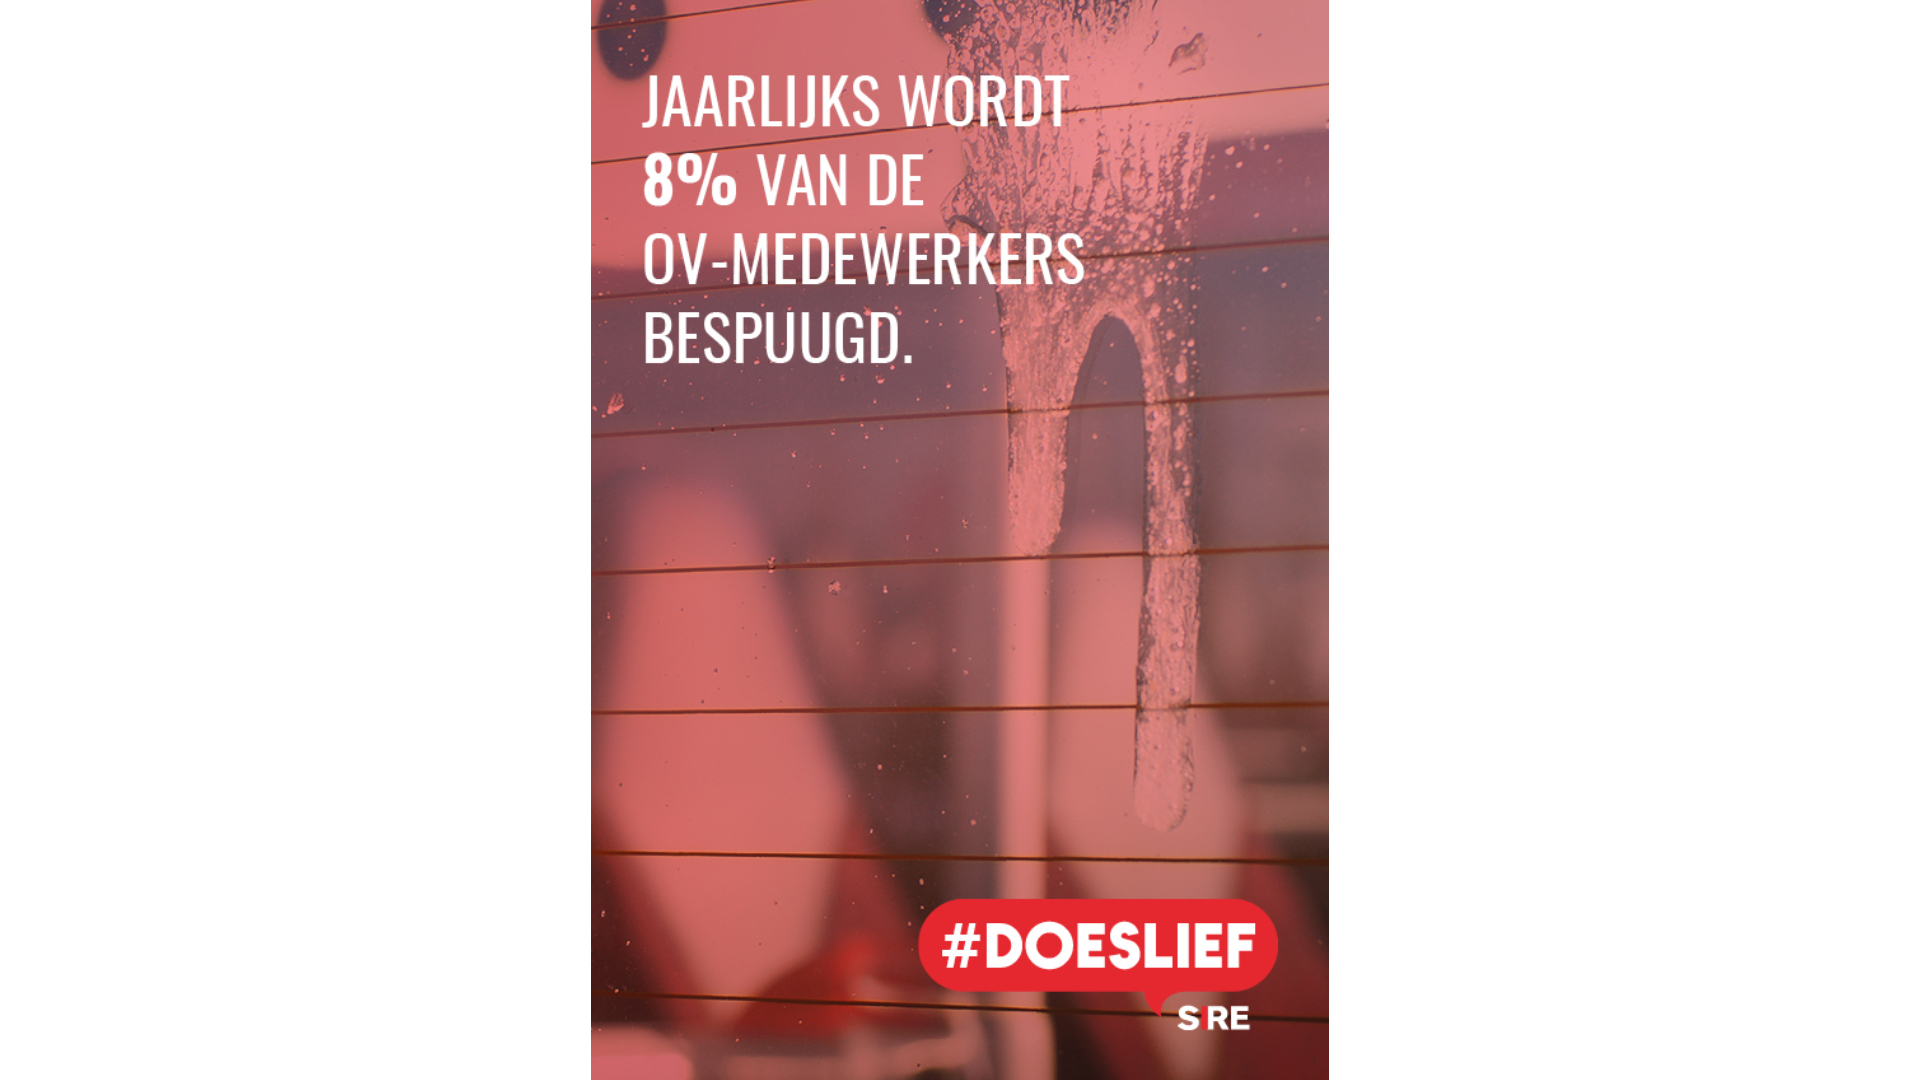 JAARLIJKS WORDT
8% VAN DE
OV-MEDEWERKERS
BESPUUGD.
#DOESLIEF
SIRE